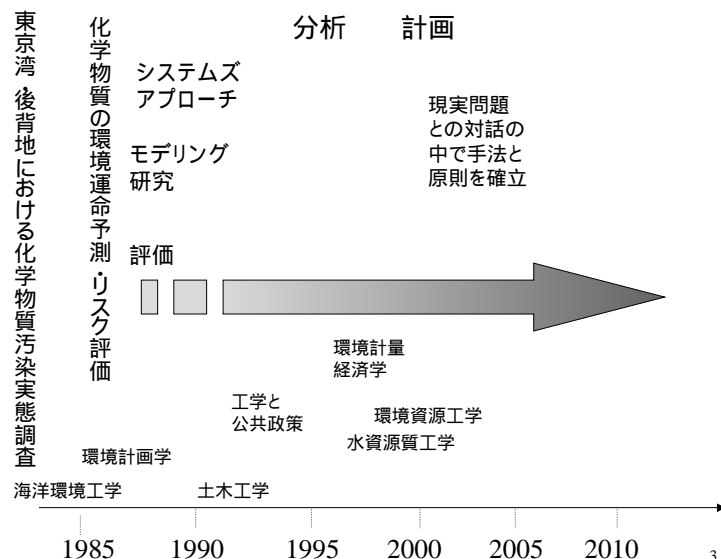 東京湾・後背地における化学物質汚染実態調査
化学物質の環境運命予測・リスク評価
分析 計画
システムズ
アプローチ
モデリング
研究
評価
現実問題
との対話の
中で手法と
原則を確立
環境計量
経済学
工学と
公共政策
環境資源工学
水資源質工学
環境計画学
海洋環境工学
土木工学
1985 1990 1995 2000 2005 2010
3